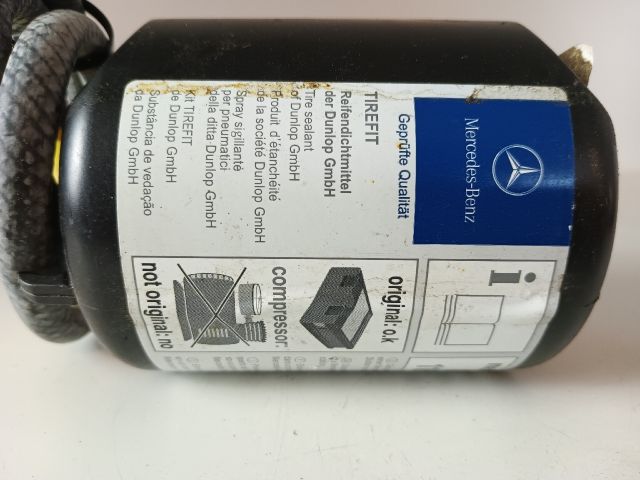 Mercedes-Benz
Geprüfte Qualität
TIREFIT
Reifendichtmittel
der Dunlop GmbH
Tire sealant
of Dunlop GmbH
Produit d´étanchéité
de la société Dunlop GmbH
Spray sigillante
per pneumatici
della ditta Dunlop GmbH
Kit TIREFIT
de Dunlop GmbH
Substância de vedação
da Dunlop GmbH
i
original: o.k
compressor:
not original: no